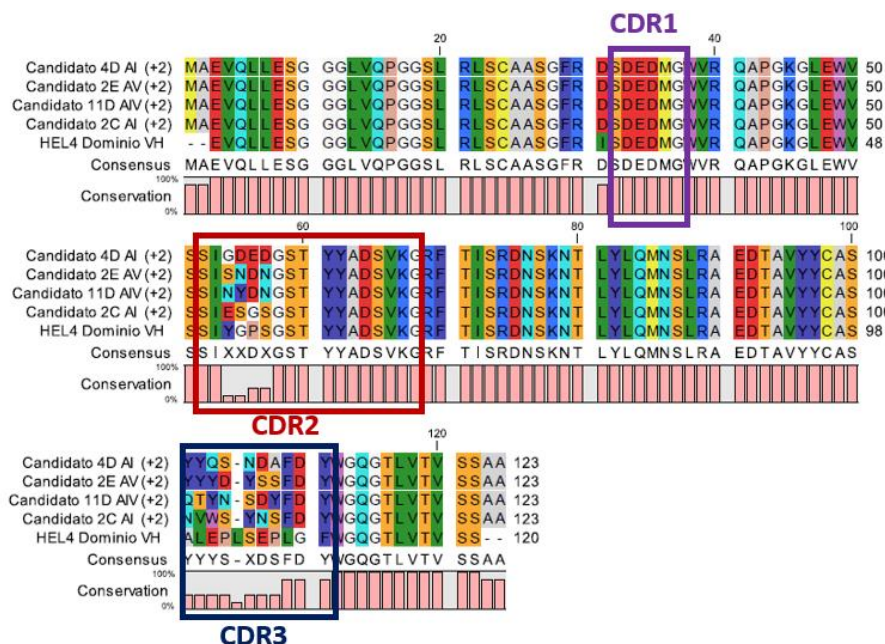 CDR1
20 40
Candidato 4D AI (+2) MAEVQLLESG GGLVQPGGSL RLSCAASGFR DSDEDMGWVR QAPGKGLEWV 50
Candidato 2E AV (+2) MAEVQLLESG GGLVQPGGSL RLSCAASGFR DSDEDMGWVR QAPGKGLEWV 50
Candidato 11D AIV (+2) MAEVQLLESG GGLVQPGGSL RLSCAASGFR DSDEDMGWVR QAPGKGLEWV 50
Candidato 2C AI (+2) MAEVQLLESG GGLVQPGGSL RLSCAASGFR DSDEDMGWVR QAPGKGLEWV 50
HEL4 Dominio VH --EVQLLESG GGLVQPGGSL RLSCAASGFR ISDEDMGWVR QAPGKGLEWV 48
Consensus MAEVQLLESG GGLVQPGGSL RLSCAASGFR DSDEDMGWVR QAPGKGLEWV
100%
Conservation
0%
60 80 100
Candidato 4D AI (+2) SSIGDEDGST YYADSVKGRF TISRDNSKNT LYLQMNSLRA EDTAVYYCAS 100
Candidato 2E AV (+2) SSISNDNGST YYADSVKGRF TISRDNSKNT LYLQMNSLRA EDTAVYYCAS 100
Candidato 11D AIV (+2) SSINYDNGST YYADSVKGRF TISRDNSKNT LYLQMNSLRA EDTAVYYCAS 100
Candidato 2C AI (+2) SSIESGSGST YYADSVKGRF TISRDNSKNT LYLQMNSLRA EDTAVYYCAS 100
HEL4 Dominio VH SSIYGPSGST YYADSVKGRF TISRDNSKNT LYLQMNSLRA EDTAVYYCAS 98
Consensus SSIXXDXGST YYADSVKGRF TISRDNSKNT LYLQMNSLRA EDTAVYYCAS
100%
Conservation
0%
CDR2
120
Candidato 4D AI (+2) YYQS-NDAFD YWGQGTLVTV SSAA 123
Candidato 2E AV (+2) YYYD-YSSFD YWGQGTLVTV SSAA 123
Candidato 11D AIV (+2) QTYN-SDYFD YWGQGTLVTV SSAA 123
Candidato 2C AI (+2) NVWS-YNSFD YWGQGTLVTV SSAA 123
HEL4 Dominio VH ALEPLSEPLG FWGQGTLVTV SS-- 120
Consensus YYYS-XDSFD YWGQGTLVTV SSAA
100%
Conservation
0%
CDR3